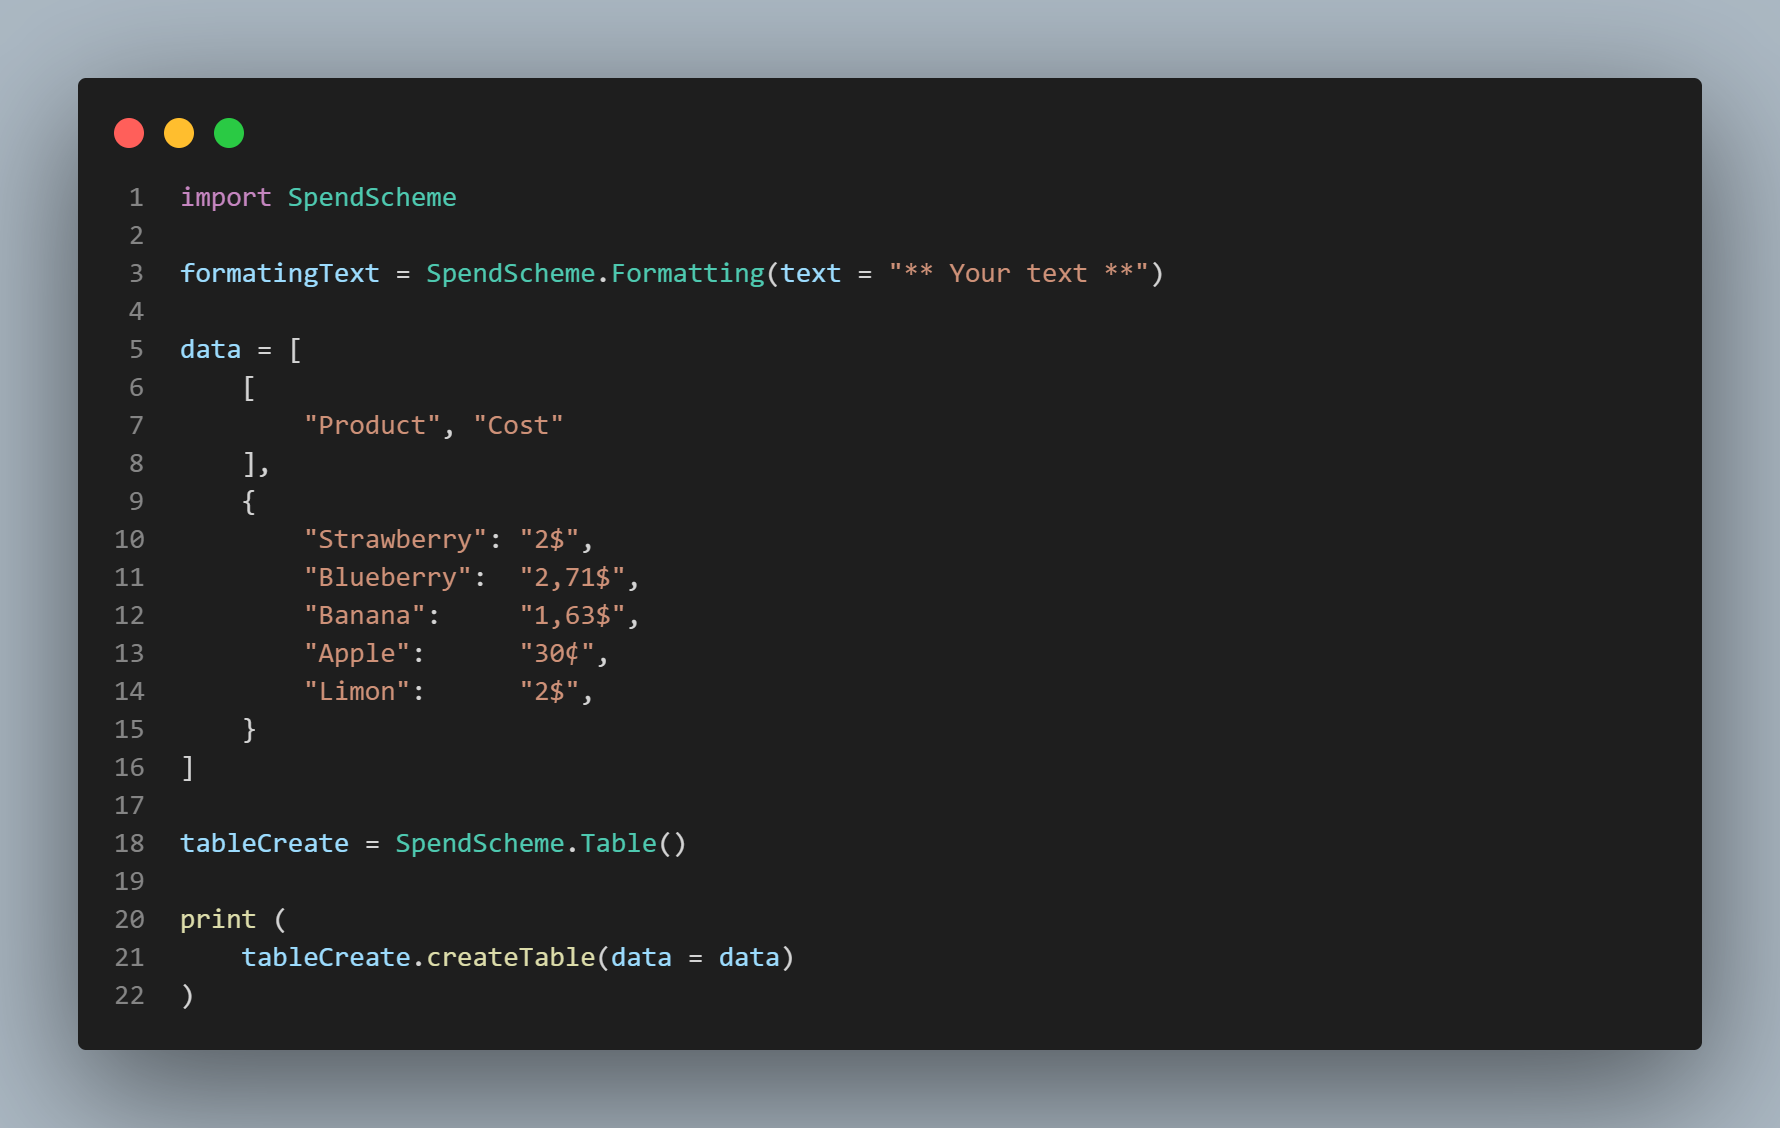 1 import SpendScheme
2
3 formatingText = SpendScheme.Formatting(text = "** Your text **")
4
5 data = [
6     [
7         "Product", "Cost"
8     ],
9     {
10         "Strawberry": "2$",
11         "Blueberry":  "2,71$",
12         "Banana":     "1,63$",
13         "Apple":      "30¢",
14         "Limon":      "2$",
15     }
16 ]
17
18 tableCreate = SpendScheme.Table()
19
20 print (
21     tableCreate.createTable(data = data)
22 )